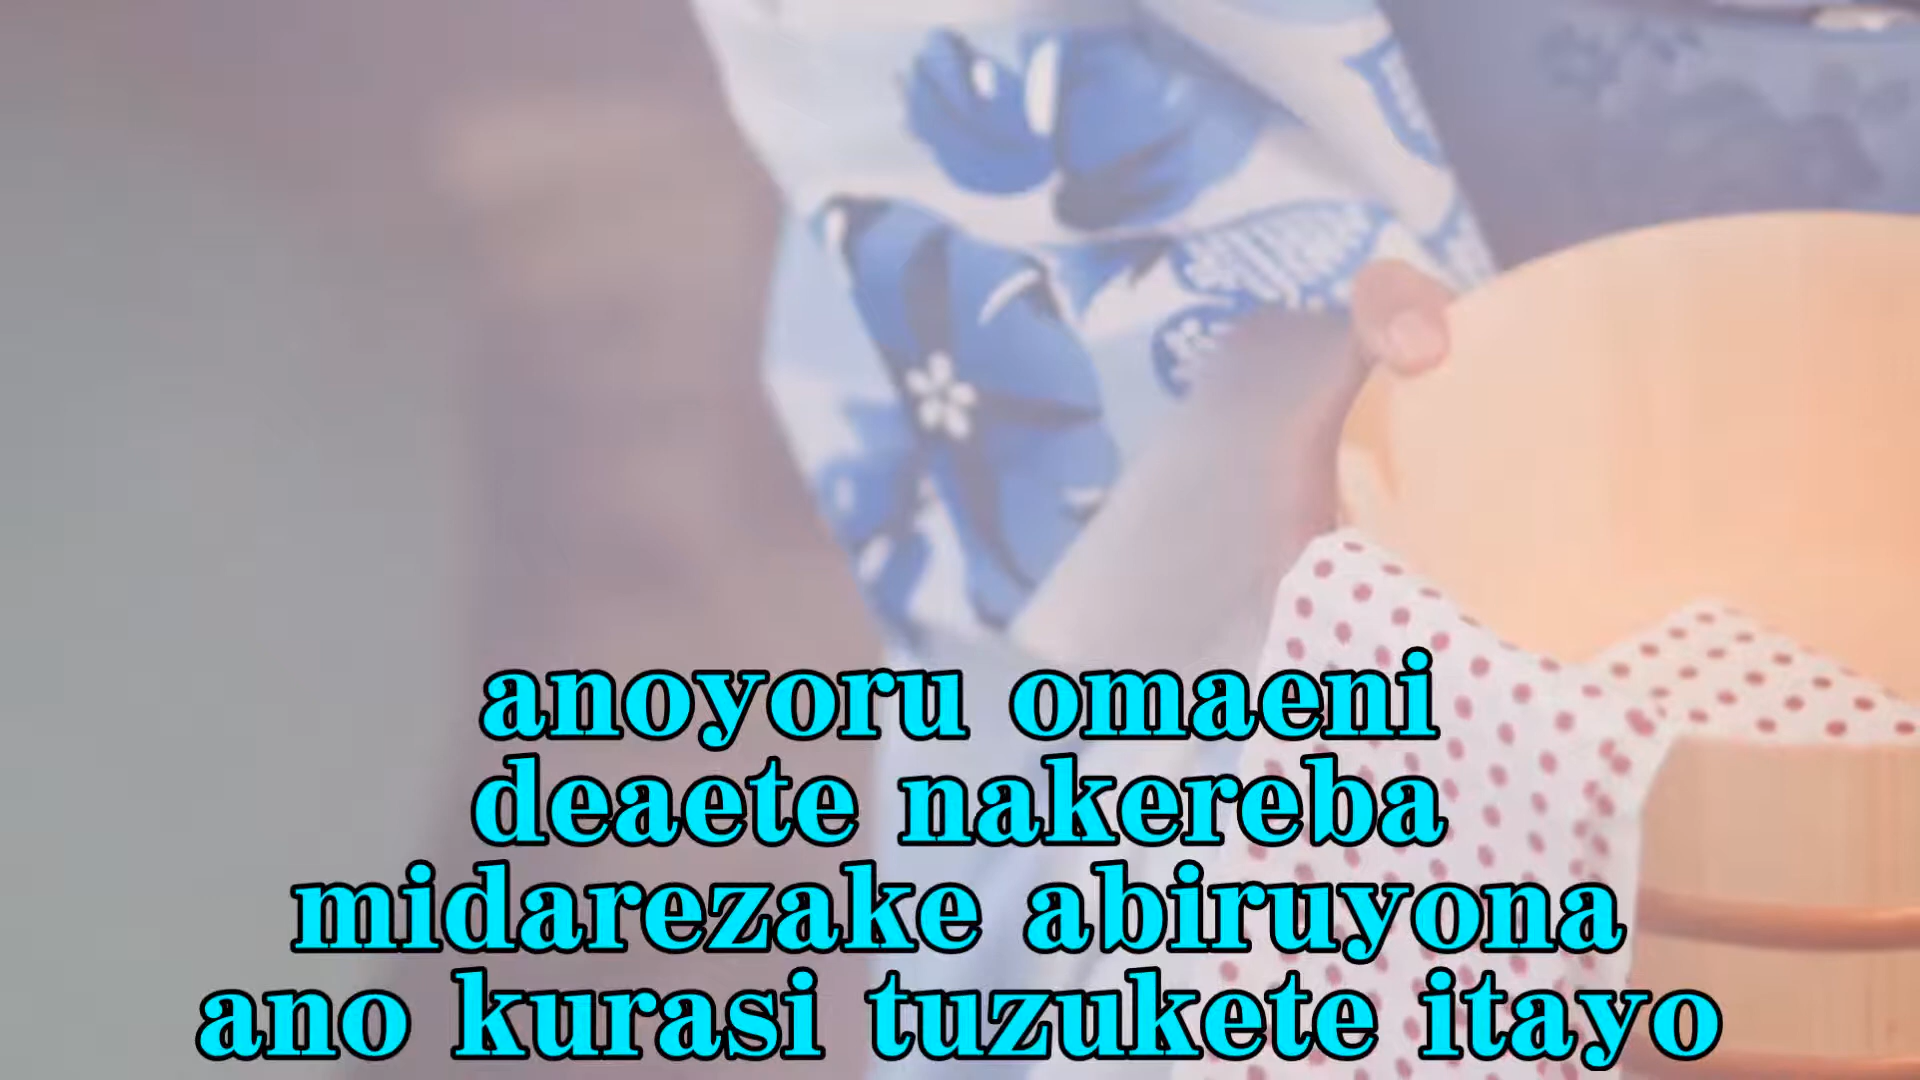 anoyoru omaeni
deaete nakereba
midarezake abiruyona
ano kurasi tuzukete itayo